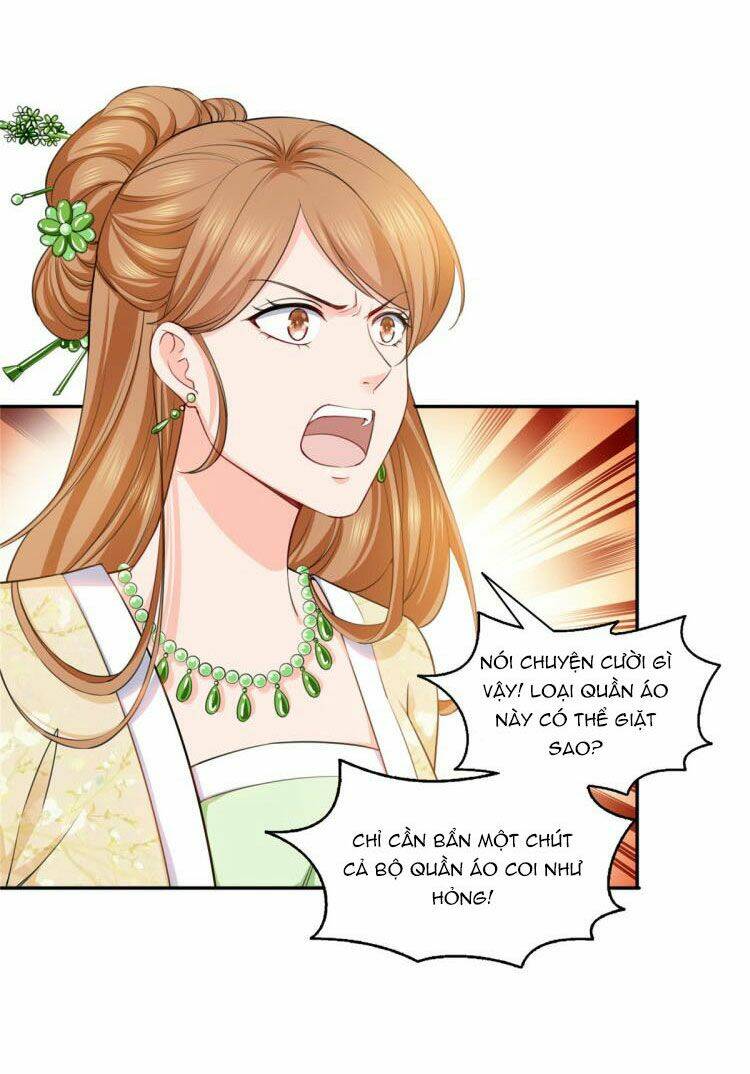 NÓI CHUYỆN CƯỜI GÌ
VẬY! LOẠI QUẦN ÁO
NÀY CÓ THỂ GIẶT
SAO?
CHỈ CẦN BẨN MỘT CHÚT
CẢ BỘ QUẦN ÁO COI NHƯ
HỎNG!